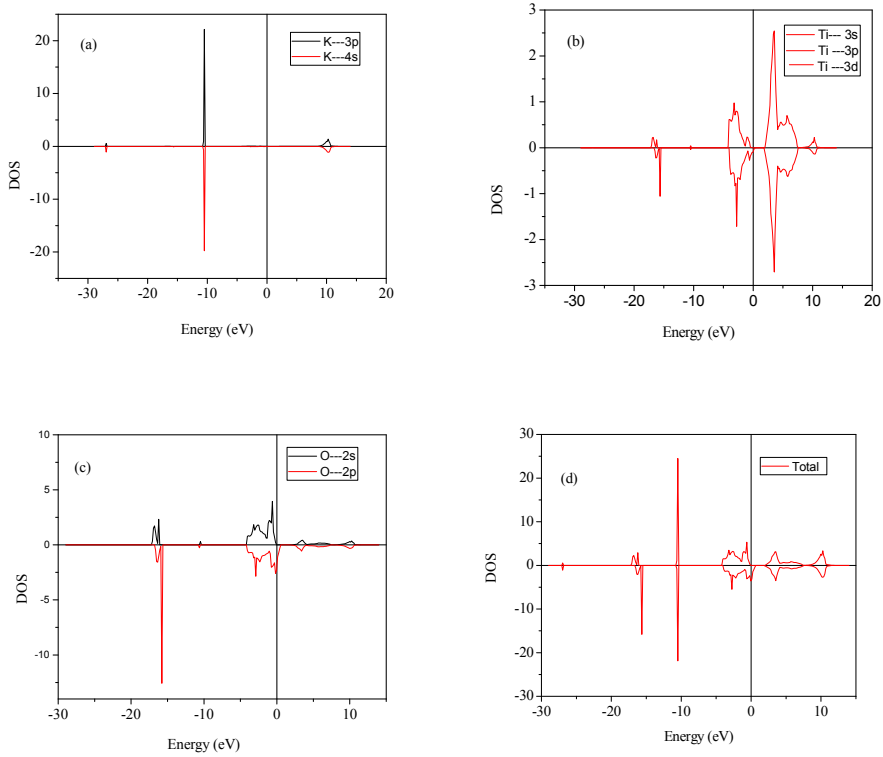 (a)
K---3p
K---4s
20
10
0
-10
-20
DOS
-30
-20
-10
0
10
20
Energy (eV)
(b)
Ti--- 3s
Ti ---3p
Ti ---3d
3
2
1
0
-1
-2
-3
DOS
-30
-20
-10
0
10
20
Energy (eV)
(c)
O---2s
O---2p
10
5
0
-5
-10
DOS
-30
-20
-10
0
10
Energy (eV)
(d)
Total
30
20
10
0
-10
-20
-30
DOS
-30
-20
-10
0
10
Energy (eV)